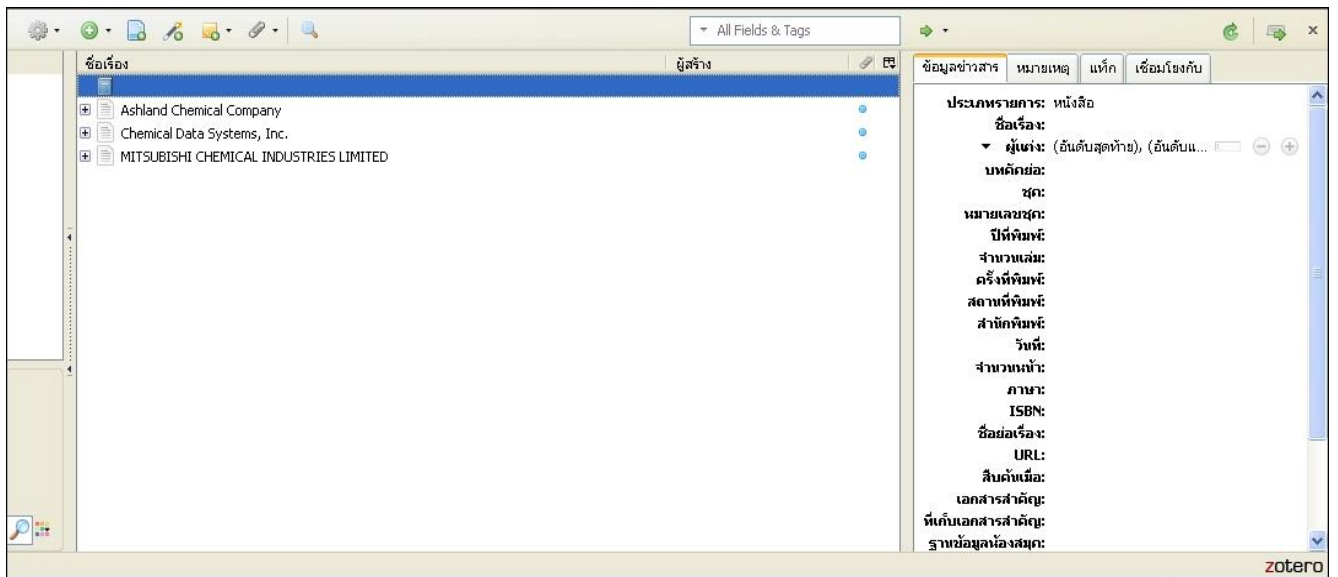 All Fields & Tags
ชื่อเรื่อง ผู้สร้าง
Ashland Chemical Company
Chemical Data Systems, Inc.
MITSUBISHI CHEMICAL INDUSTRIES LIMITED
ข้อมูลข่าวสาร หมายเหตุ แท็ก เชื่อมโยงกับ
ประเภทรายการ: หนังสือ
ชื่อเรื่อง:
ผู้แต่ง: (อันดับสุดท้าย), (อันดับแ...
บทคัดย่อ:
ชุด:
หมายเลขชุด:
ปีที่พิมพ์:
จำนวนเล่ม:
ครั้งที่พิมพ์:
สถานที่พิมพ์:
สำนักพิมพ์:
วันที่:
จำนวนหน้า:
ภาษา:
ISBN:
ชื่อย่อเรื่อง:
URL:
สืบค้นเมื่อ:
เอกสารสำคัญ:
ที่เก็บเอกสารสำคัญ:
ฐานข้อมูลห้องสมุด:
zotero